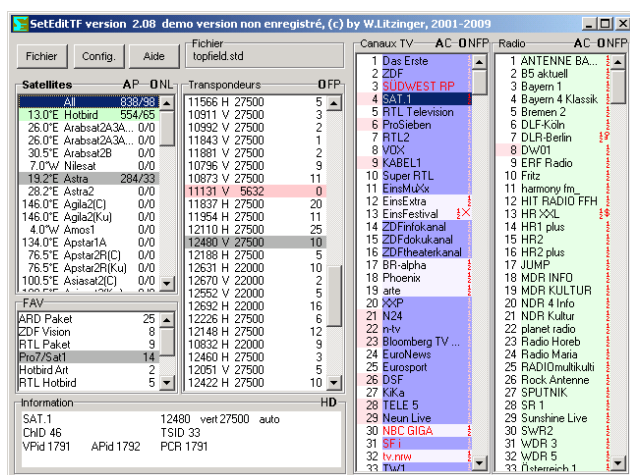 SetEditTF version 2.08 demo version non enregistré, (c) by W.Litzinger, 2001-2009
Fichier
Config.
Aide
Fichier
topfield.std
Satellites AP ONL
All 838/98
13.0°E Hotbird 554/65
26.0°E Arabsat2A3A... 0/0
26.0°E Arabsat2A3A... 0/0
30.5°E Arabsat2B 0/0
7.0°W Nilesat 0/0
19.2°E Astra 284/33
28.2°E Astra2 0/0
146.0°E Agila2(C) 0/0
146.0°E Agila2(Ku) 0/0
4.0°W Amos1 0/0
134.0°E Apstar1A 0/0
76.5°E Apstar2R(C) 0/0
76.5°E Apstar2R(Ku) 0/0
100.5°E Asiasat2(C) 0/0
FAV
ARD Paket 25
ZDF Vision 8
RTL Paket 9
Pro7/Sat1 14
Hotbird Art 2
RTL Hotbird 5
Transpondeurs OFP
11566 H 27500 5
10911 V 27500 3
10992 V 27500 2
11843 V 27500 1
11881 V 27500 2
10796 V 27500 9
10873 V 27500 11
11131 V 5632 0
11837 H 27500 20
11954 H 27500 11
12110 H 27500 25
12480 V 27500 10
12188 H 27500 5
12631 H 22000 10
12670 V 22000 2
12552 V 22000 5
12692 H 22000 16
12226 H 27500 6
12148 H 27500 12
10832 H 22000 9
12460 H 27500 3
12051 V 27500 5
12422 H 27500 10
Information HD-
SAT.1 12480 vert 27500 auto
ChID 46 TSID 33
VPid 1791 APid 1792 PCR 1791
Canaux TV AC-ONFP
1 Das Erste
2 ZDF
3 SÜDWEST RP
4 SAT.1
5 RTL Television
6 ProSieben
7 RTL2
8 VOX
9 KABEL1
10 Super RTL
11 EinsMuXx
12 EinsExtra
13 EinsFestival
14 ZDFinfokanal
15 ZDFdokukanal
16 ZDFtheaterkanal
17 BR-alpha
18 Phoenix
19 arte
20 XXP
21 N24
22 n-tv
23 Bloomberg TV ...
24 EuroNews
25 Eurosport
26 DSF
27 KiKa
28 TELE 5
29 Neun Live
30 NBC GIGA
31 SF i
32 tv.nrw
33 TW1
Radio AC-ONFP
1 ANTENNE BA...
2 B5 aktuell
3 Bayern 1
4 Bayern 4 Klassik
5 Bremen 2
6 DLF-Köln
7 DLR-Berlin
8 DW01
9 ERF Radio
10 Fritz
11 harmony fm_
12 HIT RADIO FFH
13 HR XXL
14 HR1 plus
15 HR2
16 HR2 plus
17 JUMP
18 MDR INFO
19 MDR KULTUR
20 NDR 4 Info
21 NDR Kultur
22 planet radio
23 Radio Horeb
24 Radio Maria
25 RADIOmultikulti
26 Rock Antenne
27 SPUTNIK
28 SR 1
29 Sunshine Live
30 SWR2
31 WDR 3
32 WDR 5
33 Österreich 1